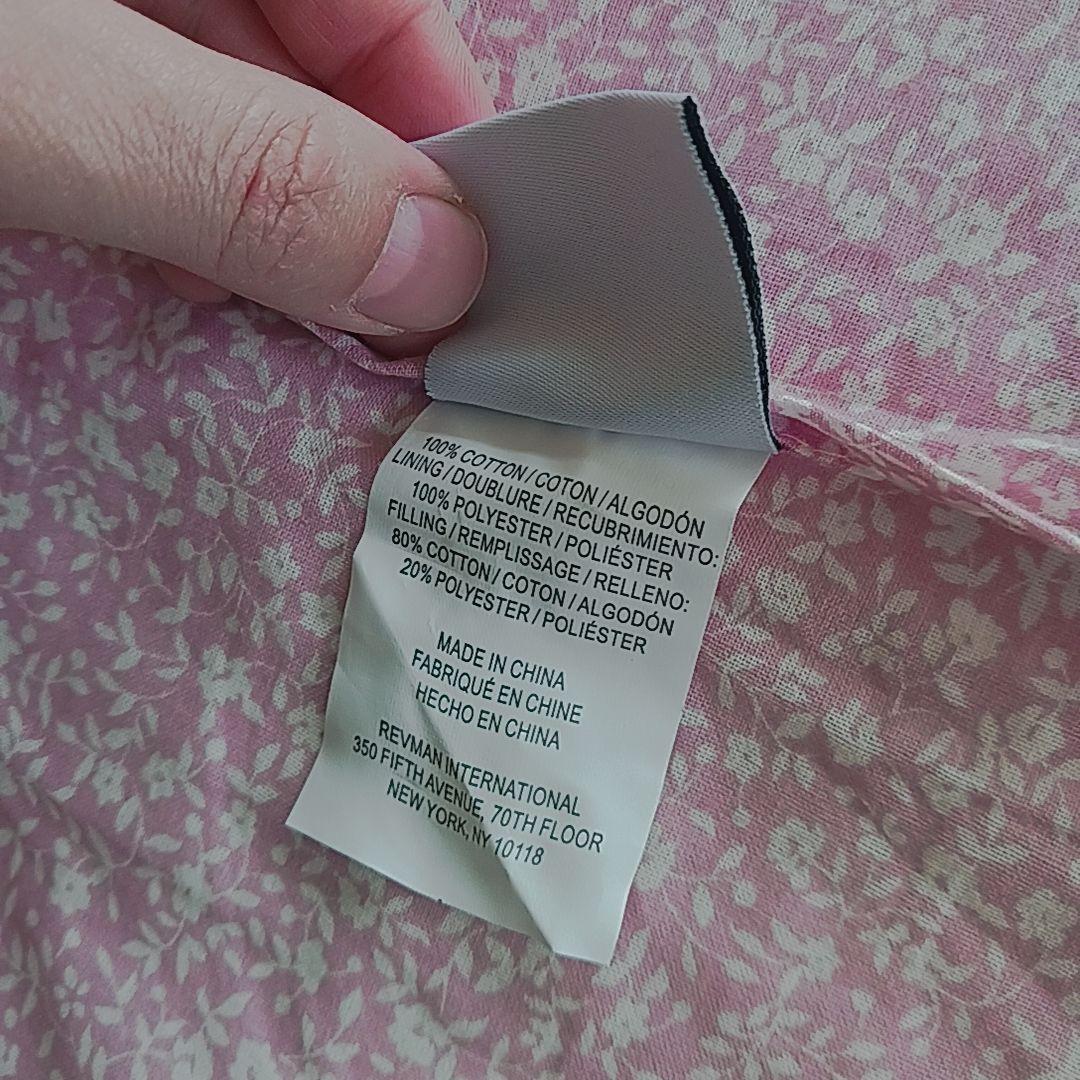 100% COTTON / COTON / ALGODÓN
LINING / DOUBLURE / RECUBRIMIENTO:
100% POLYESTER / POLIÉSTER
FILLING / REMPLISSAGE / RELLENO:
80% COTTON / COTON / ALGODÓN
20% POLYESTER / POLIÉSTER
MADE IN CHINA
FABRIQUÉ EN CHINE
HECHO EN CHINA
REVMAN INTERNATIONAL
350 FIFTH AVENUE, 70TH FLOOR
NEW YORK, NY 10118